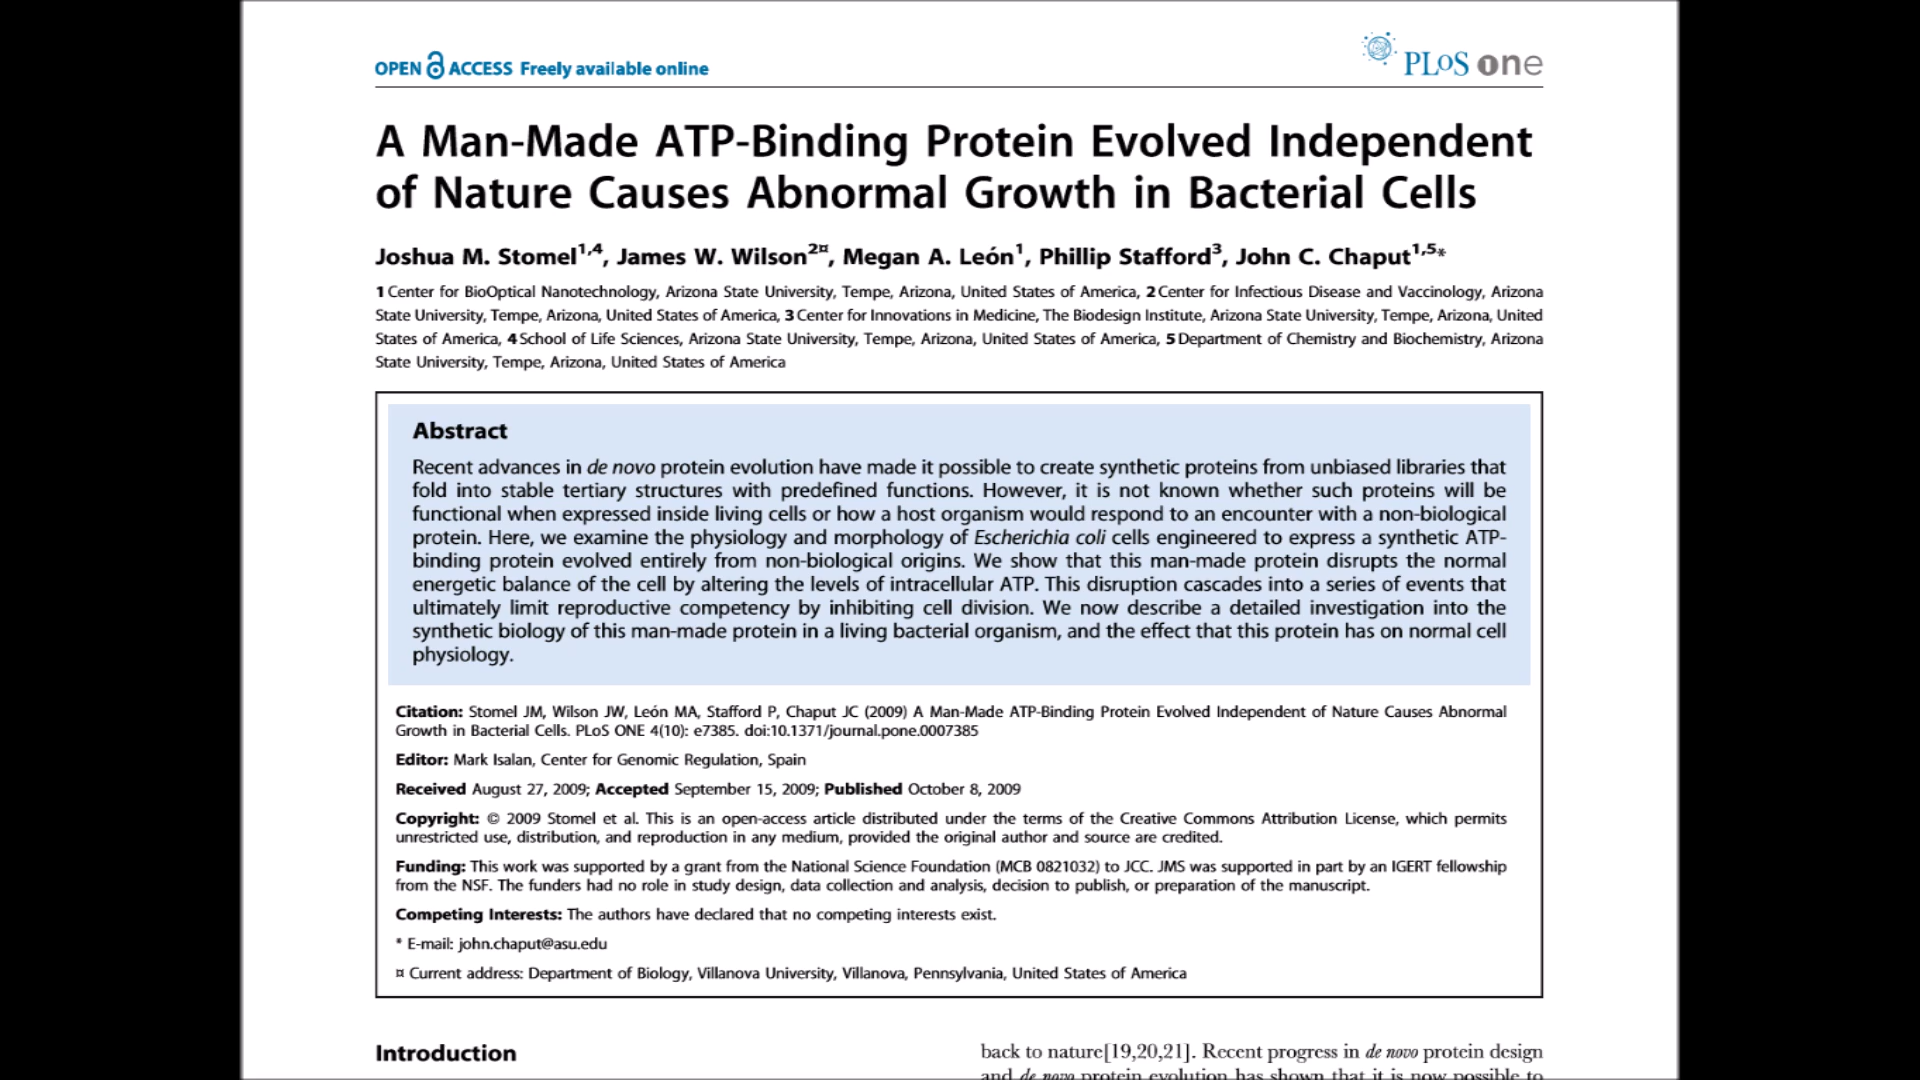 OPEN ACCESS Freely available online
PLoS one
A Man-Made ATP-Binding Protein Evolved Independent
of Nature Causes Abnormal Growth in Bacterial Cells
Joshua M. Stomel1,4, James W. Wilson2¤, Megan A. León1, Phillip Stafford3, John C. Chaput1,5*
1 Center for BioOptical Nanotechnology, Arizona State University, Tempe, Arizona, United States of America, 2 Center for Infectious Disease and Vaccinology, Arizona
State University, Tempe, Arizona, United States of America, 3 Center for Innovations in Medicine, The Biodesign Institute, Arizona State University, Tempe, Arizona, United
States of America, 4 School of Life Sciences, Arizona State University, Tempe, Arizona, United States of America, 5 Department of Chemistry and Biochemistry, Arizona
State University, Tempe, Arizona, United States of America
Abstract
Recent advances in de novo protein evolution have made it possible to create synthetic proteins from unbiased libraries that
fold into stable tertiary structures with predefined functions. However, it is not known whether such proteins will be
functional when expressed inside living cells or how a host organism would respond to an encounter with a non-biological
protein. Here, we examine the physiology and morphology of Escherichia coli cells engineered to express a synthetic ATP-
binding protein evolved entirely from non-biological origins. We show that this man-made protein disrupts the normal
energetic balance of the cell by altering the levels of intracellular ATP. This disruption cascades into a series of events that
ultimately limit reproductive competency by inhibiting cell division. We now describe a detailed investigation into the
synthetic biology of this man-made protein in a living bacterial organism, and the effect that this protein has on normal cell
physiology.
Citation: Stomel JM, Wilson JW, León MA, Stafford P, Chaput JC (2009) A Man-Made ATP-Binding Protein Evolved Independent of Nature Causes Abnormal
Growth in Bacterial Cells. PLoS ONE 4(10): e7385. doi:10.1371/journal.pone.0007385
Editor: Mark Isalan, Center for Genomic Regulation, Spain
Received August 27, 2009; Accepted September 15, 2009; Published October 8, 2009
Copyright: © 2009 Stomel et al. This is an open-access article distributed under the terms of the Creative Commons Attribution License, which permits
unrestricted use, distribution, and reproduction in any medium, provided the original author and source are credited.
Funding: This work was supported by a grant from the National Science Foundation (MCB 0821032) to JCC. JMS was supported in part by an IGERT fellowship
from the NSF. The funders had no role in study design, data collection and analysis, decision to publish, or preparation of the manuscript.
Competing Interests: The authors have declared that no competing interests exist.
* E-mail: john.chaput@asu.edu
¤ Current address: Department of Biology, Villanova University, Villanova, Pennsylvania, United States of America
Introduction
back to nature[19,20,21]. Recent progress in de novo protein design
and de novo protein evolution has shown that it is now possible to